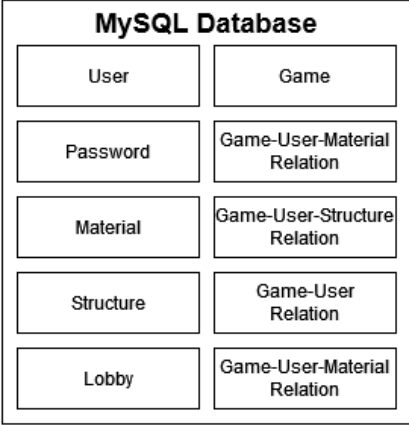 MySQL Database
User
Game
Password
Game-User-Material
Relation
Material
Game-User-Structure
Relation
Structure
Game-User
Relation
Lobby
Game-User-Material
Relation